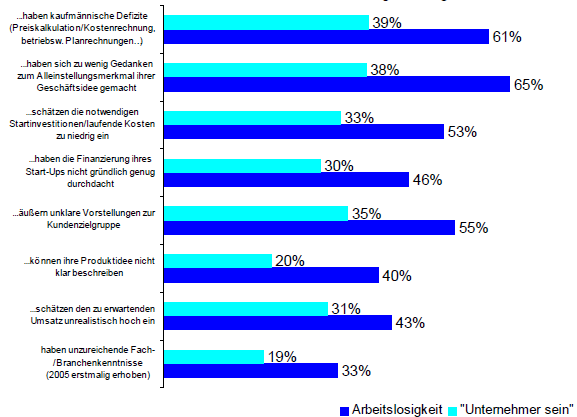 ...haben kaufmännische Defizite
(Preiskalkulation/Kostenrechnung,
betriebsw. Planrechnungen...)
39%
61%
...haben sich zu wenig Gedanken
zum Alleinstellungsmerkmal ihrer
Geschäftsidee gemacht
38%
65%
...schätzen die notwendigen
Startinvestitionen/laufende Kosten
zu niedrig ein
33%
53%
...haben die Finanzierung ihres
Start-Ups nicht gründlich genug
durchdacht
30%
46%
...äußern unklare Vorstellungen zur
Kundenzielgruppe
35%
55%
...können ihre Produktidee nicht
klar beschreiben
20%
40%
...schätzen den zu erwartenden
Umsatz unrealistisch hoch ein
31%
43%
haben unzureichende Fach-
/Branchenkenntnisse
(2005 erstmalig erhoben)
19%
33%
Arbeitslosigkeit
"Unternehmer sein"